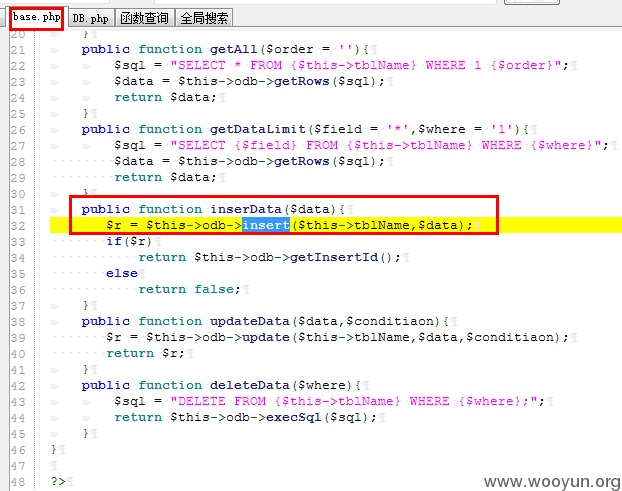 base.php DB.php 函数查询 全局搜索
20 }
21 public function getAll($order = ''){
22 $sql = "SELECT * FROM {$this->tblName} WHERE 1 {$order}";
23 $data = $this->odb->getRows($sql);
24 return $data;
25 }
26 public function getDataLimit($field = '*',$where = '1'){
27 $sql = "SELECT {$field} FROM {$this->tblName} WHERE {$where}";
28 $data = $this->odb->getRows($sql);
29 return $data;
30 }
31 public function inserData($data){
32 $r = $this->odb->insert($this->tblName,$data);
33 if($r)
34 return $this->odb->getInsertId();
35 else
36 return false;
37 }
38 public function updateData($data,$conditiaon){
39 $r = $this->odb->update($this->tblName,$data,$conditiaon);
40 return $r;
41 }
42 public function deleteData($where){
43 $sql = "DELETE FROM {$this->tblName} WHERE {$where};";
44 return $this->odb->execSql($sql);
45 }
46 }
47
48 ?>
www.wooyun.org